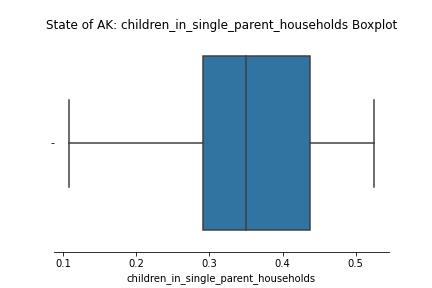 State of AK: children_in_single_parent_households Boxplot
-
0.1 0.2 0.3 0.4 0.5
children_in_single_parent_households